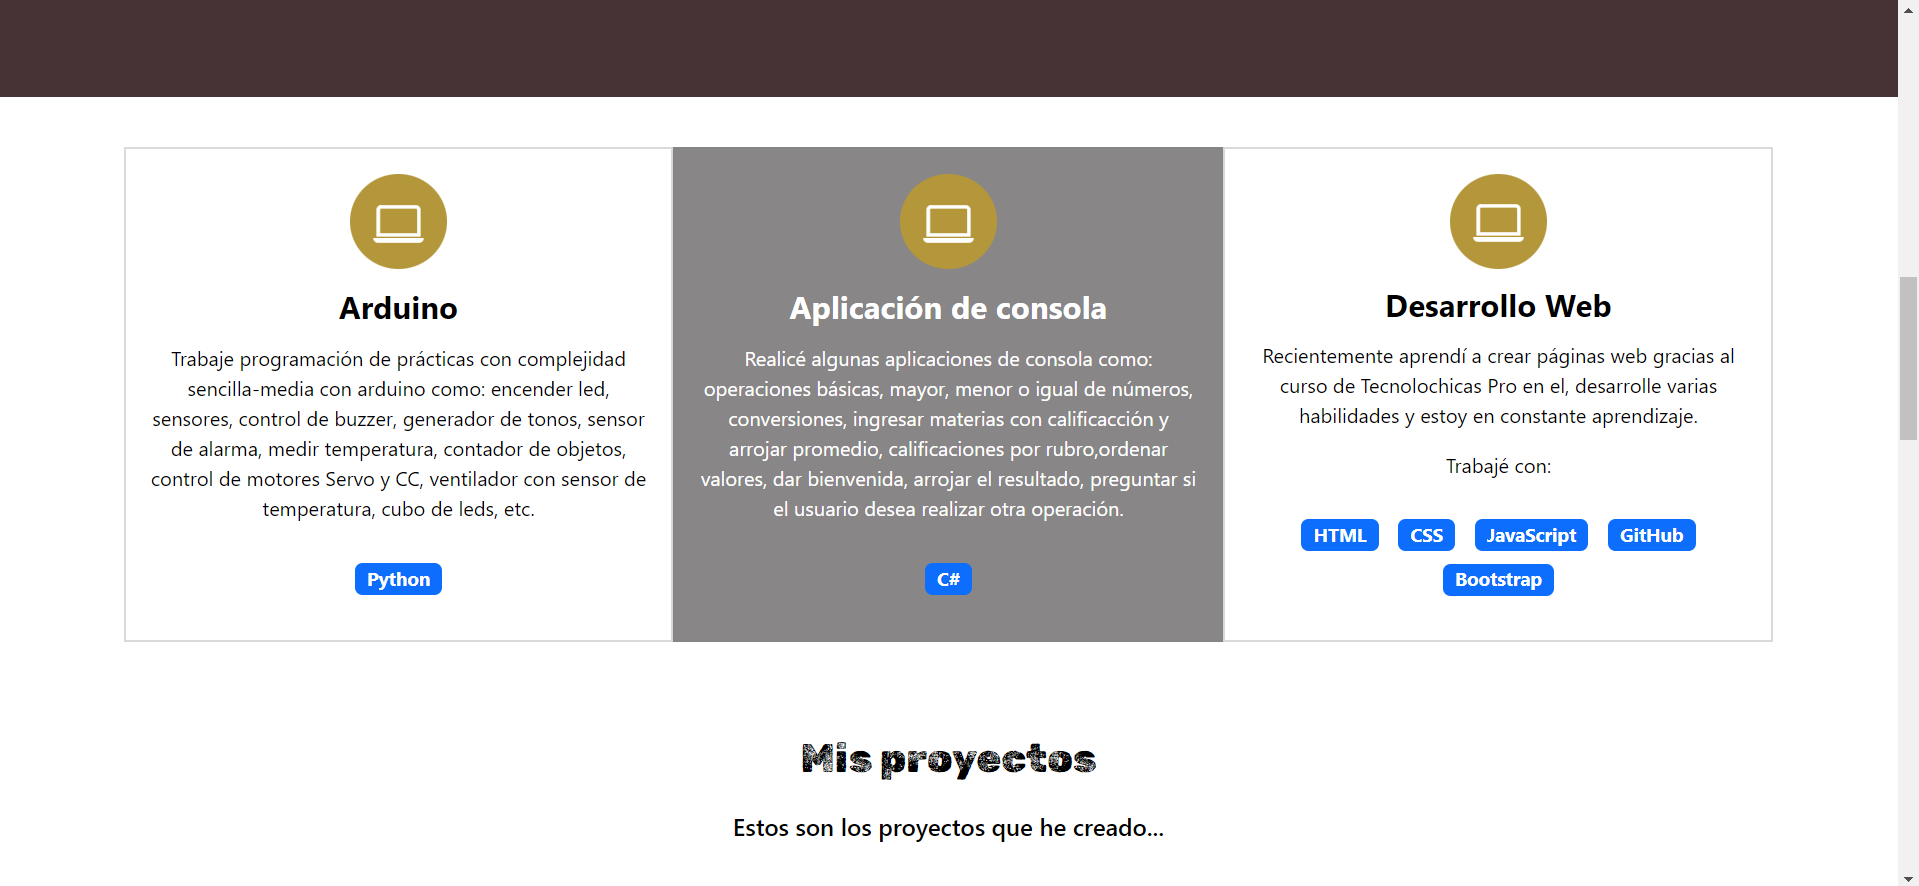 Arduino
Trabaje programación de prácticas con complejidad
sencilla-media con arduino como: encender led,
sensores, control de buzzer, generador de tonos, sensor
de alarma, medir temperatura, contador de objetos,
control de motores Servo y CC, ventilador con sensor de
temperatura, cubo de leds, etc.
Python
Aplicación de consola
Realicé algunas aplicaciones de consola como:
operaciones básicas, mayor, menor o igual de números,
conversiones, ingresar materias con calificacción y
arrojar promedio, calificaciones por rubro,ordenar
valores, dar bienvenida, arrojar el resultado, preguntar si
el usuario desea realizar otra operación.
C#
Desarrollo Web
Recientemente aprendí a crear páginas web gracias al
curso de Tecnolochicas Pro en el, desarrolle varias
habilidades y estoy en constante aprendizaje.
Trabajé con:
HTML CSS JavaScript GitHub
Bootstrap
Mis proyectos
Estos son los proyectos que he creado...